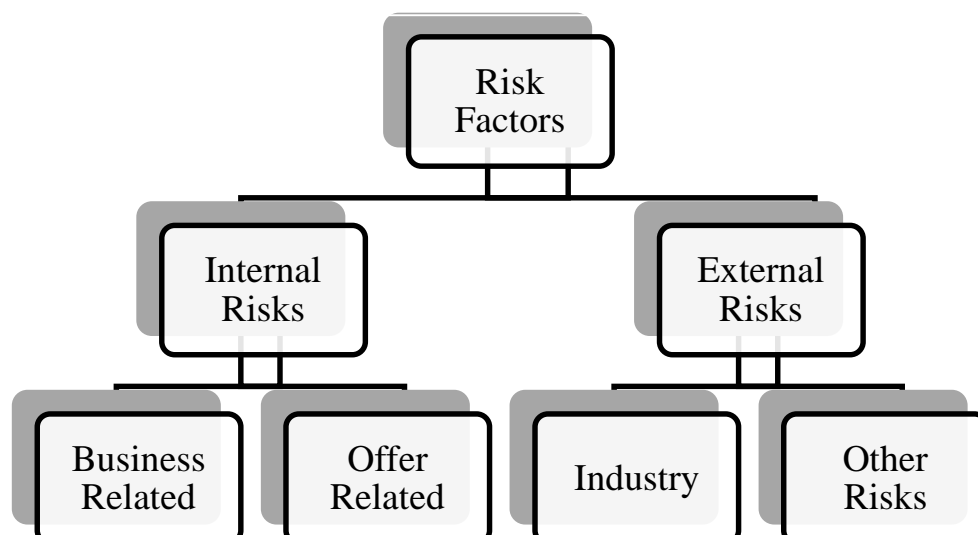 Risk
Factors
Internal
Risks
External
Risks
Business
Related
Offer
Related
Industry
Other
Risks